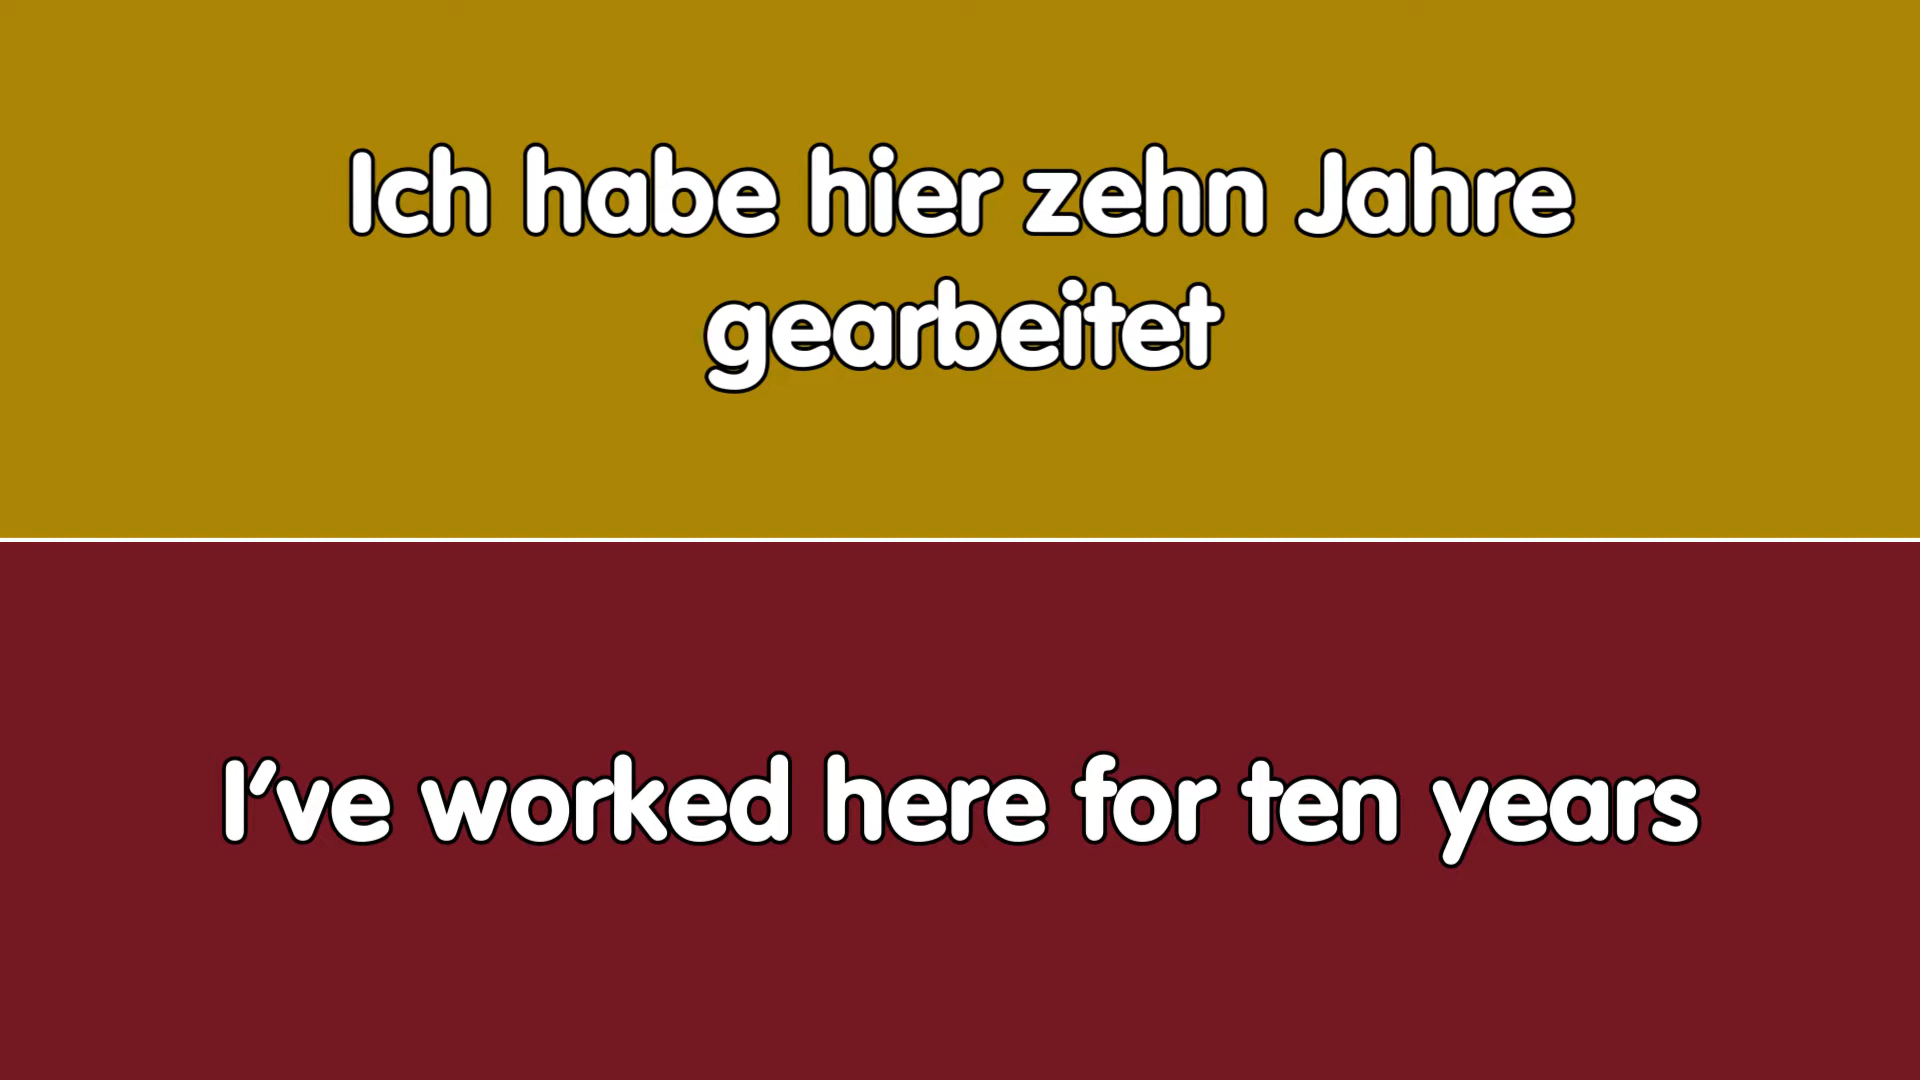 Ich habe hier zehn Jahre
gearbeitet
I've worked here for ten years